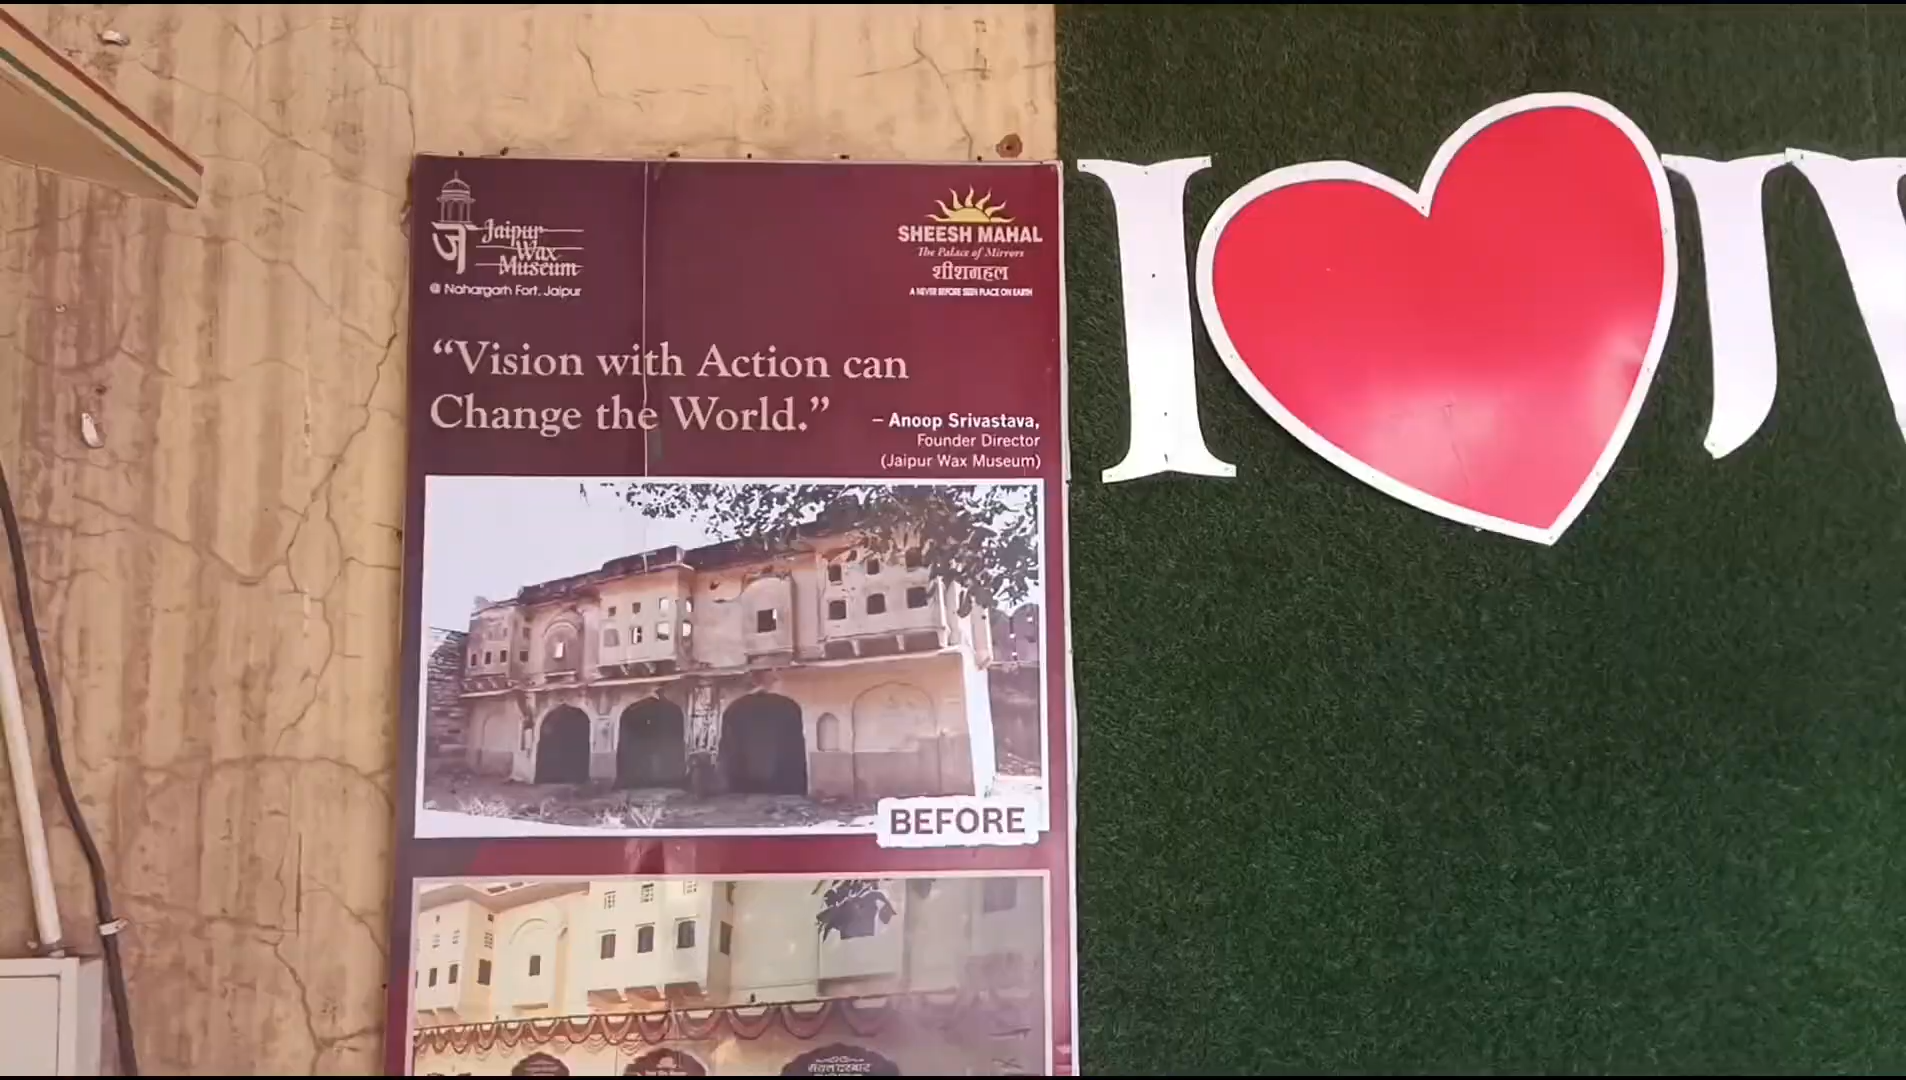 Jaipur
Wax
Museum
@ Nahargarh Fort, Jaipur
SHEESH MAHAL
The Palace of Mirrors
शीशमहल
A NEVER BEFORE SEEN PLACE ON EARTH
“Vision with Action can
Change the World.”
– Anoop Srivastava,
Founder Director
(Jaipur Wax Museum)
BEFORE
I JW